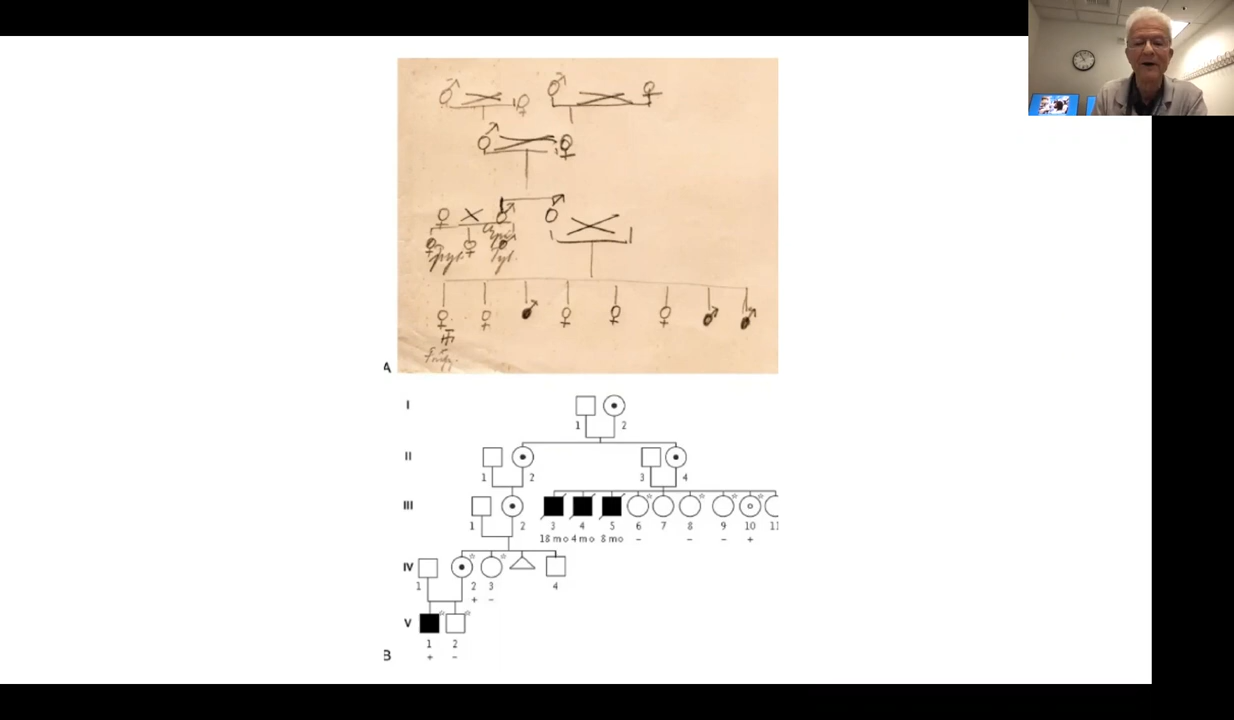 A
I
1 2
II
1 2 3 4
III
1 2 3 4 5 6 7 8 9 10 11
18 mo 4 mo 8 mo - - - +
IV
1 2 3 4
+ -
V
1 2
+ -
B